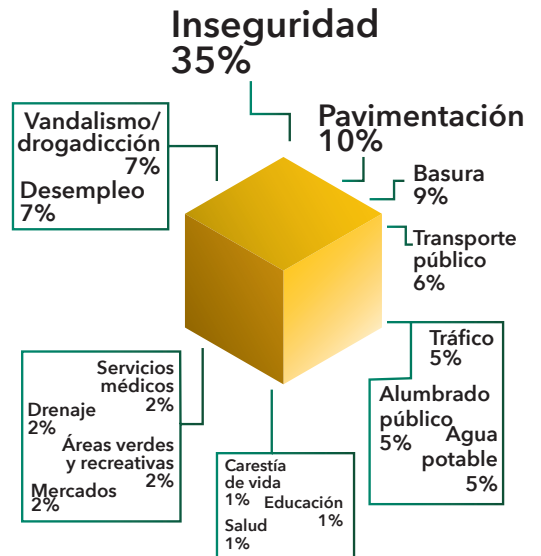 Inseguridad
35%
Pavimentación
10%
Vandalismo/
drogadicción
7%
Desempleo
7%
Basura
9%
Transporte
público
6%
Tráfico
5%
Alumbrado
público
5%
Agua
potable
5%
Servicios
médicos
2%
Drenaje
2%
Áreas verdes
y recreativas
2%
Mercados
2%
Carestía
de vida
1%
Educación
1%
Salud
1%